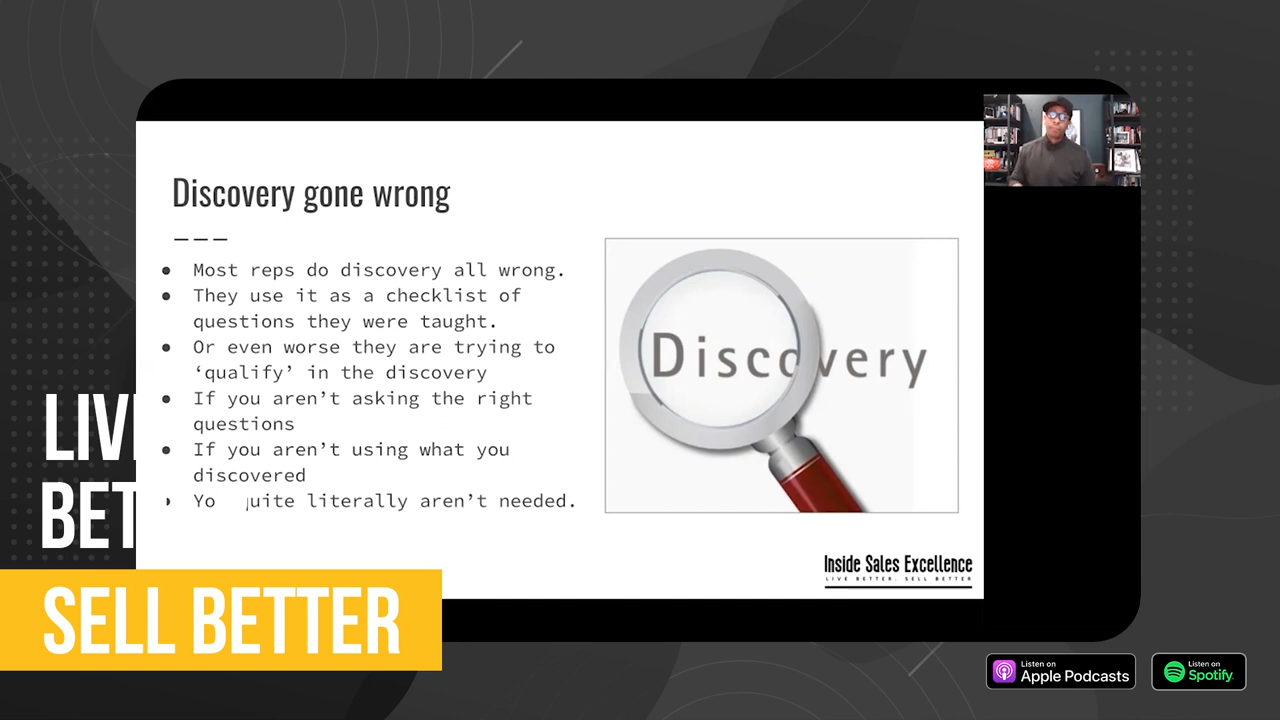 Discovery gone wrong
Most reps do discovery all wrong.
They use it as a checklist of
questions they were taught.
Or even worse they are trying to
‘qualify’ in the discovery
If you aren’t asking the right
questions
If you aren’t using what you
discovered
Yo uite literally aren’t needed.
Discovery
Inside Sales Excellence
LIVE BETTER. SELL BETTER
LIV
BET
SELL BETTER
Listen on
Apple Podcasts
Listen on
Spotify